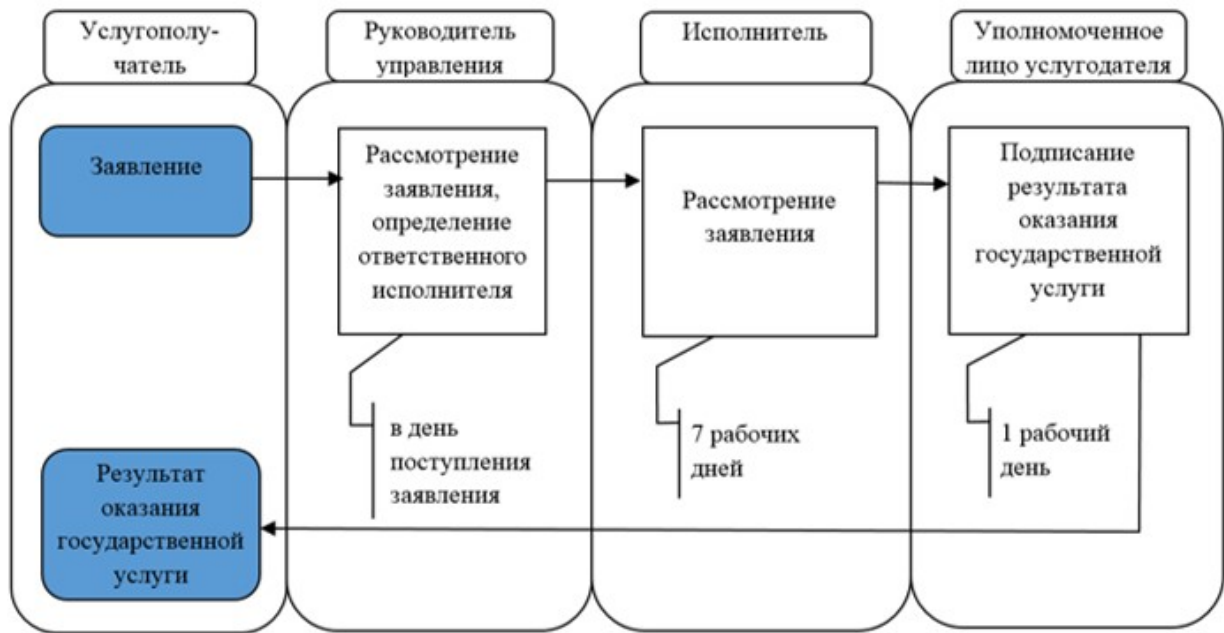 Услугополу-
чатель
Руководитель
управления
Исполнитель
Уполномоченное
лицо услугодателя
Заявление
Рассмотрение
заявления,
определение
ответственного
исполнителя
Рассмотрение
заявления
Подписание
результата
оказания
государственной
услуги
в день
поступления
заявления
7 рабочих
дней
1 рабочий
день
Результат
оказания
государственной
услуги